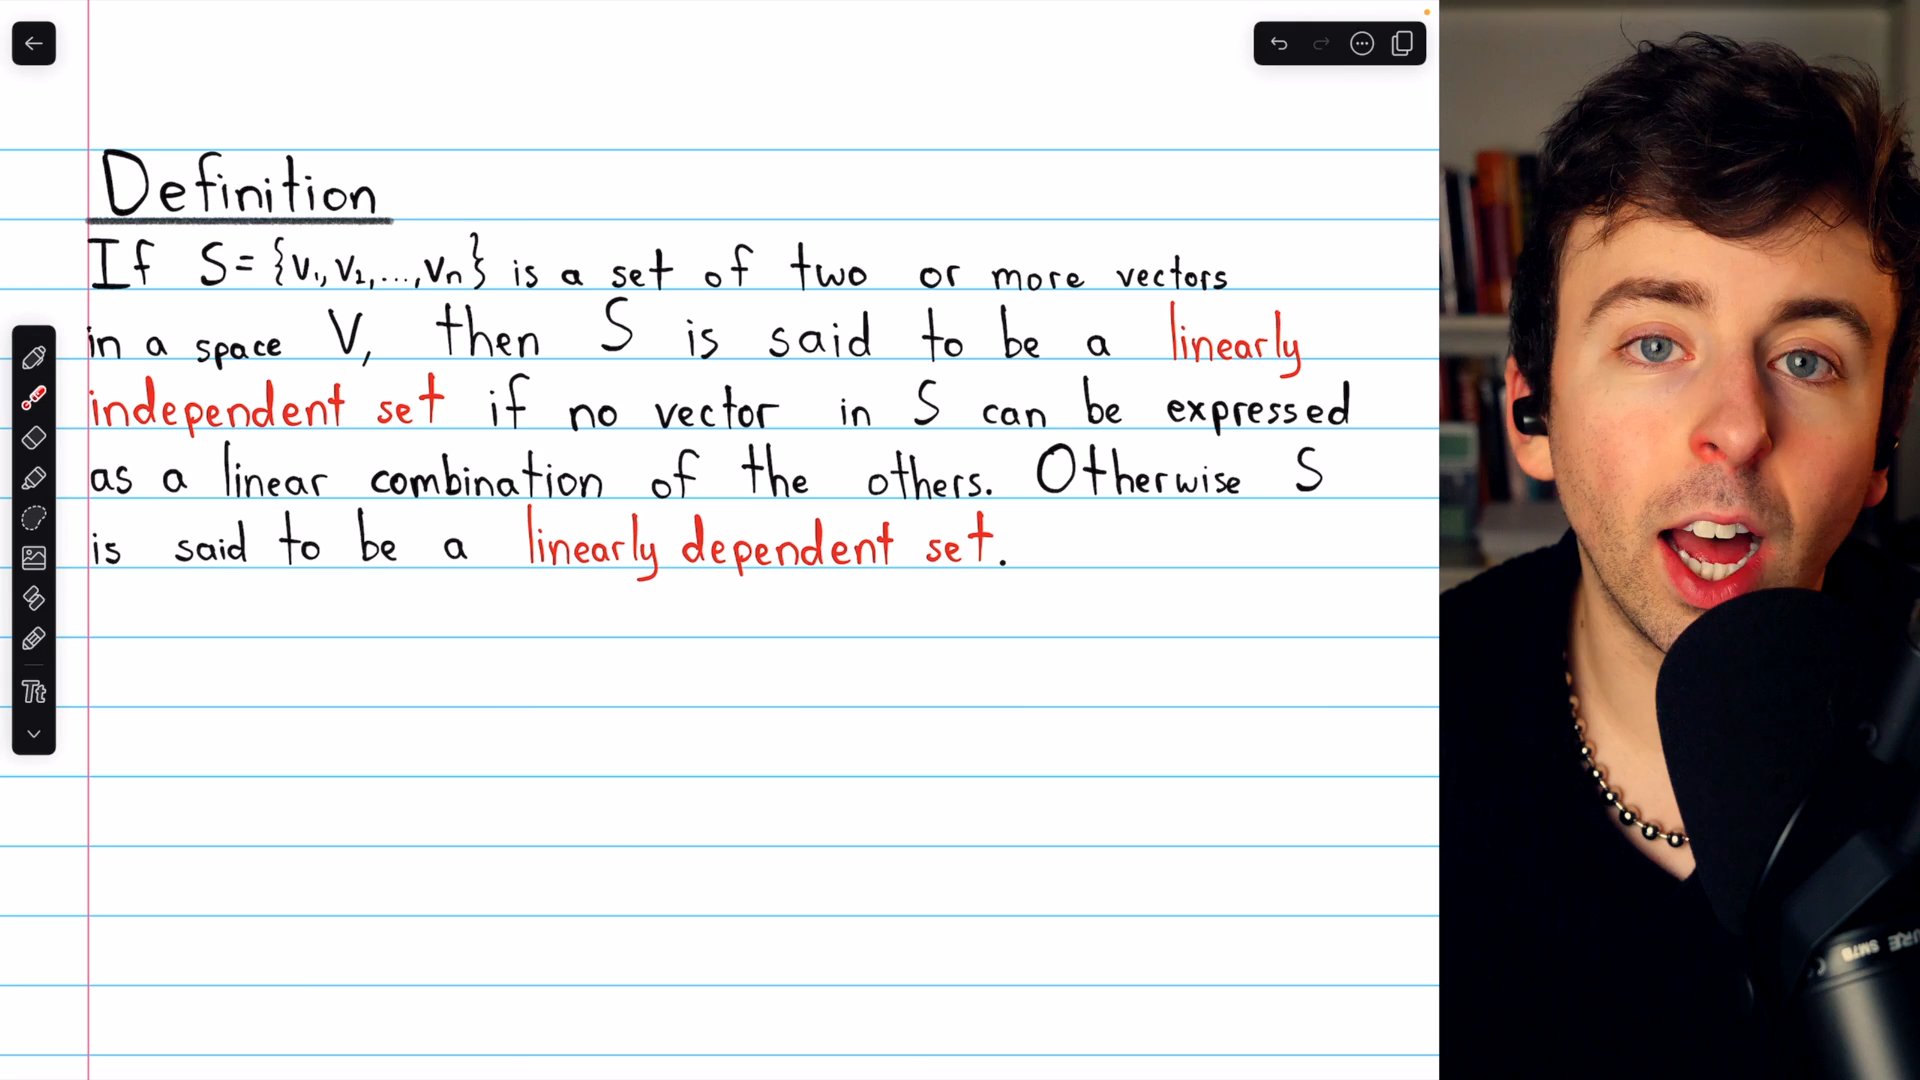 Definition
If S = {v₁, v₂, ..., vₙ} is a set of two or more vectors
in a space V, then S is said to be a linearly
independent set if no vector in S can be expressed
as a linear combination of the others. Otherwise S
is said to be a linearly dependent set.
Tt
SM7B